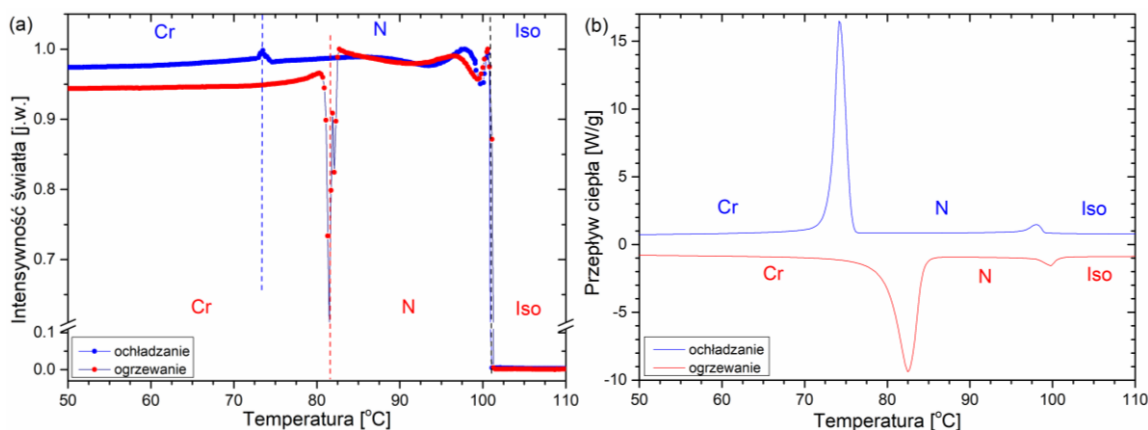 (a)
Cr
N
Iso
1.0
0.9
0.8
0.7
0.1
0.0
Intensywność światła [j.w.]
Cr
N
Iso
ochładzanie
ogrzewanie
50 60 70 80 90 100 110
Temperatura [°C]
(b)
15
10
5
0
-5
-10
Przepływ ciepła [W/g]
Cr
N
Iso
Cr
N
Iso
ochładzanie
ogrzewanie
50 60 70 80 90 100 110
Temperatura [°C]